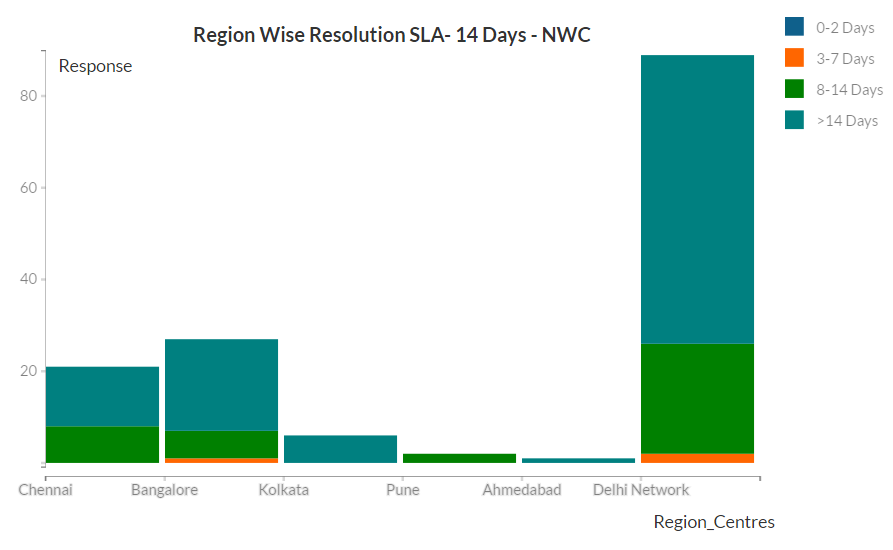 Region Wise Resolution SLA- 14 Days - NWC
0-2 Days
3-7 Days
8-14 Days
>14 Days
Response
80
60
40
20
Chennai Bangalore Kolkata Pune Ahmedabad Delhi Network
Region_Centres